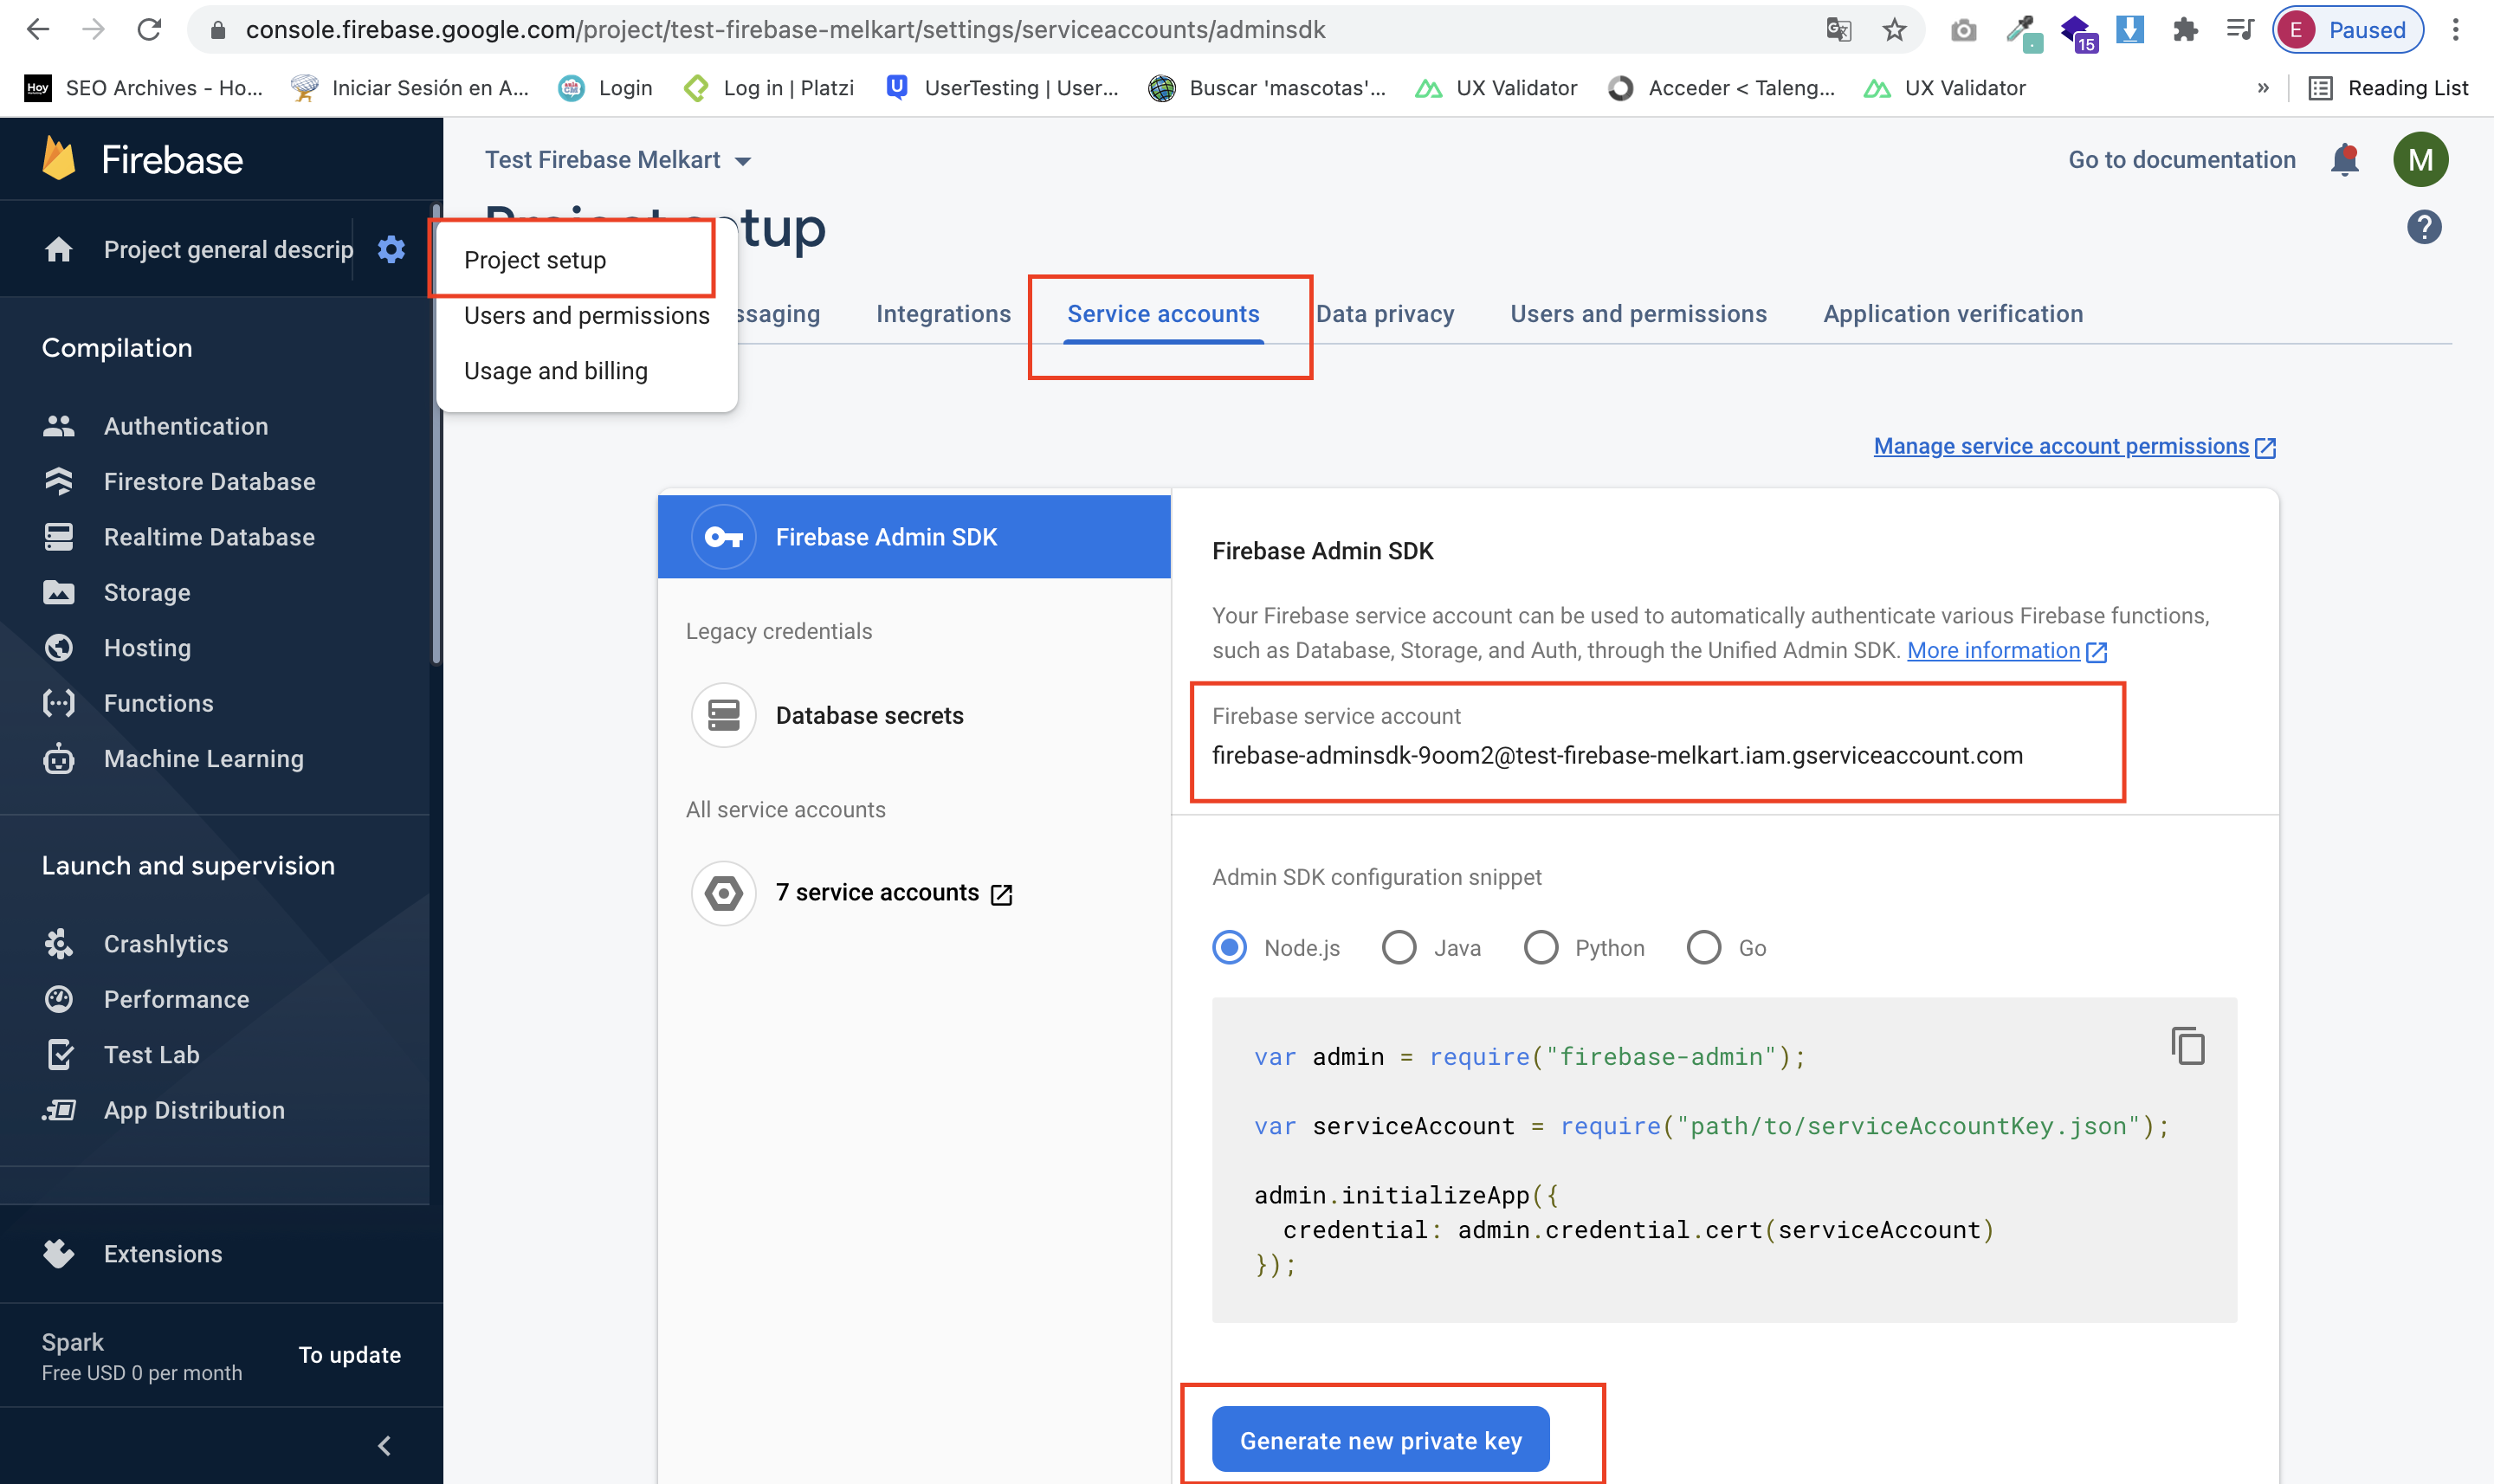 console.firebase.google.com/project/test-firebase-melkart/settings/serviceaccounts/adminsdk
15
E Paused
Hoy SEO Archives - Ho...
Iniciar Sesión en A...
Login
Log in | Platzi
UserTesting | User...
Buscar 'mascotas'...
UX Validator
Acceder < Taleng...
UX Validator
»
Reading List
Firebase
Project general descrip
Compilation
Authentication
Firestore Database
Realtime Database
Storage
Hosting
Functions
Machine Learning
Launch and supervision
Crashlytics
Performance
Test Lab
App Distribution
Extensions
Spark
Free USD 0 per month
To update
Test Firebase Melkart
Go to documentation
M
Project setup
?
Project setup
Users and permissions
Usage and billing
ssaging
Integrations
Service accounts
Data privacy
Users and permissions
Application verification
Manage service account permissions
Firebase Admin SDK
Legacy credentials
Database secrets
All service accounts
7 service accounts
Firebase Admin SDK
Your Firebase service account can be used to automatically authenticate various Firebase functions,
such as Database, Storage, and Auth, through the Unified Admin SDK. More information
Firebase service account
firebase-adminsdk-9oom2@test-firebase-melkart.iam.gserviceaccount.com
Admin SDK configuration snippet
Node.js
Java
Python
Go
var admin = require("firebase-admin");
var serviceAccount = require("path/to/serviceAccountKey.json");
admin.initializeApp({
credential: admin.credential.cert(serviceAccount)
});
Generate new private key